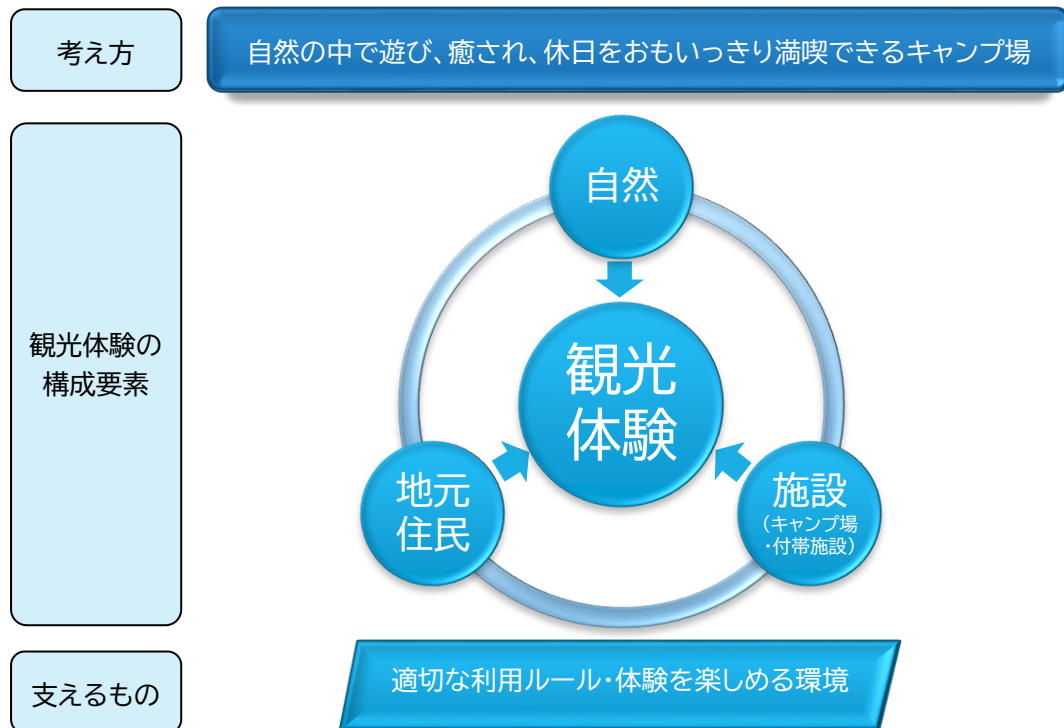 考え方
自然の中で遊び、癒され、休日をおもいっきり満喫できるキャンプ場
観光体験の
構成要素
自然
観光
体験
地元
住民
施設
(キャンプ場
・付帯施設)
支えるもの
適切な利用ルール・体験を楽しめる環境